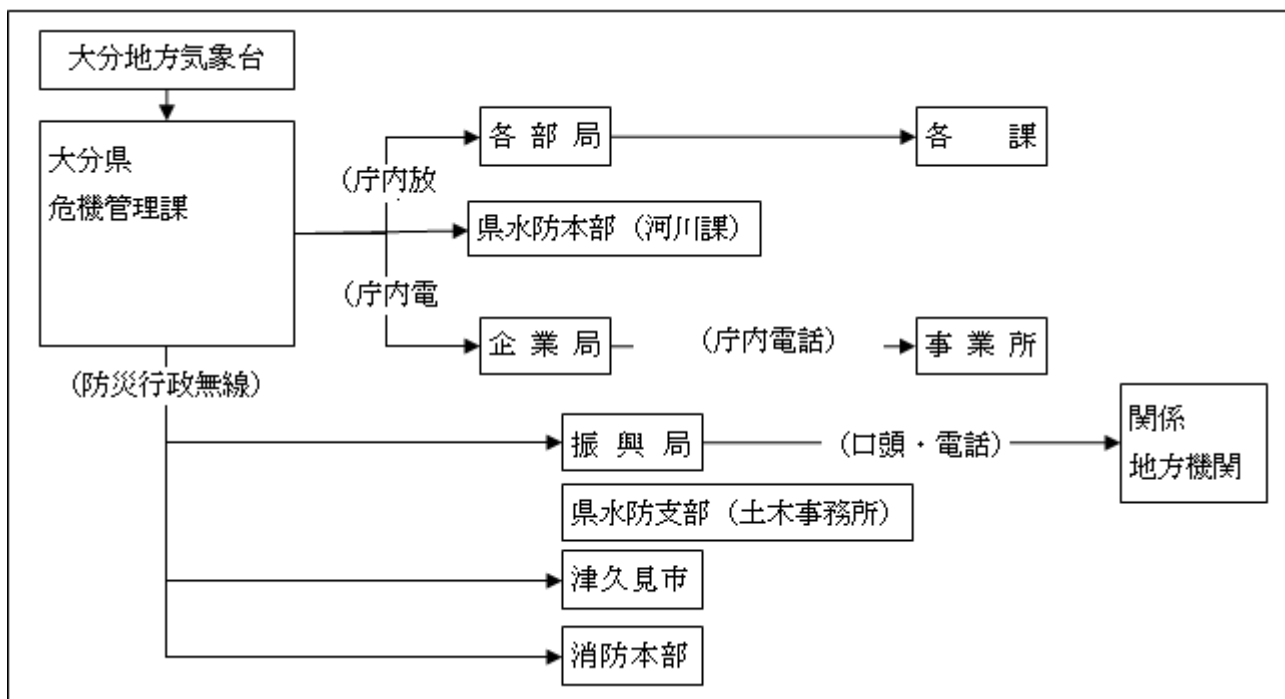 大分地方気象台
大分県
危機管理課
各部局
各　課
(庁内放
県水防本部（河川課）
(庁内電
企業局
(庁内電話)
事業所
(防災行政無線)
振興局
(口頭・電話)
関係
地方機関
県水防支部（土木事務所）
津久見市
消防本部